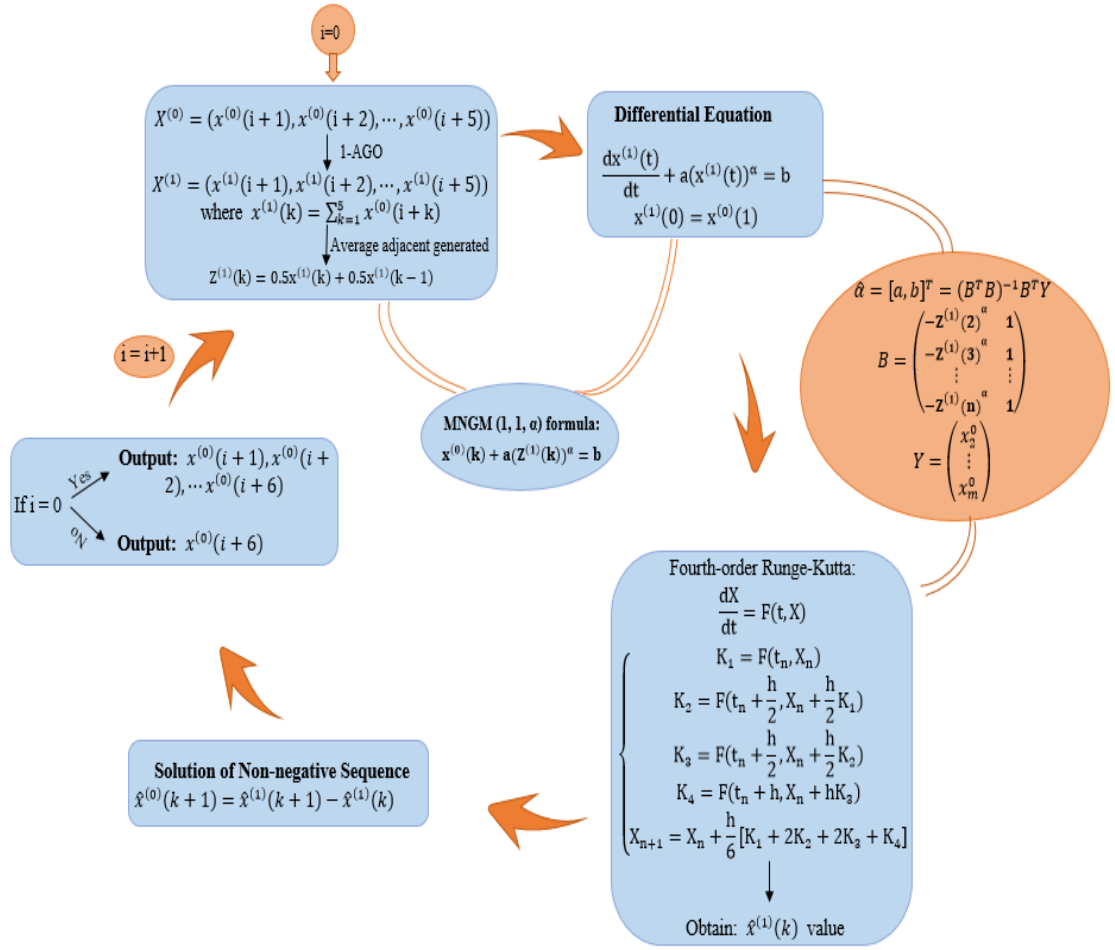 i=0
X⁽⁰⁾ = (x⁽⁰⁾(i + 1), x⁽⁰⁾(i + 2), ⋯, x⁽⁰⁾(i + 5))
1-AGO
X⁽¹⁾ = (x⁽¹⁾(i + 1), x⁽¹⁾(i + 2), ⋯, x⁽¹⁾(i + 5))
where x⁽¹⁾(k) = ∑⁵ₖ₌₁ x⁽⁰⁾(i + k)
Average adjacent generated
Z⁽¹⁾(k) = 0.5x⁽¹⁾(k) + 0.5x⁽¹⁾(k − 1)
Differential Equation
dx⁽¹⁾(t)/dt + a(x⁽¹⁾(t))^α = b
x⁽¹⁾(0) = x⁽⁰⁾(1)
α̂ = [a, b]ᵀ = (BᵀB)⁻¹BᵀY
−Z⁽¹⁾(2)^α 1
B = −Z⁽¹⁾(3)^α 1
⋮ ⋮
−Z⁽¹⁾(n)^α 1
x₂⁰
Y = ⋮
xₘ⁰
MNGM (1, 1, α) formula:
x⁽⁰⁾(k) + a(Z⁽¹⁾(k))^α = b
i = i+1
If i = 0
Yes
Output: x⁽⁰⁾(i + 1), x⁽⁰⁾(i +
2), ⋯ x⁽⁰⁾(i + 6)
No
Output: x⁽⁰⁾(i + 6)
Fourth-order Runge-Kutta:
dX/dt = F(t, X)
K₁ = F(tₙ, Xₙ)
K₂ = F(tₙ + h/2, Xₙ + h/2 K₁)
K₃ = F(tₙ + h/2, Xₙ + h/2 K₂)
K₄ = F(tₙ + h, Xₙ + hK₃)
Xₙ₊₁ = Xₙ + h/6 [K₁ + 2K₂ + 2K₃ + K₄]
Obtain: x̂⁽¹⁾(k) value
Solution of Non-negative Sequence
x̂⁽⁰⁾(k + 1) = x̂⁽¹⁾(k + 1) − x̂⁽¹⁾(k)